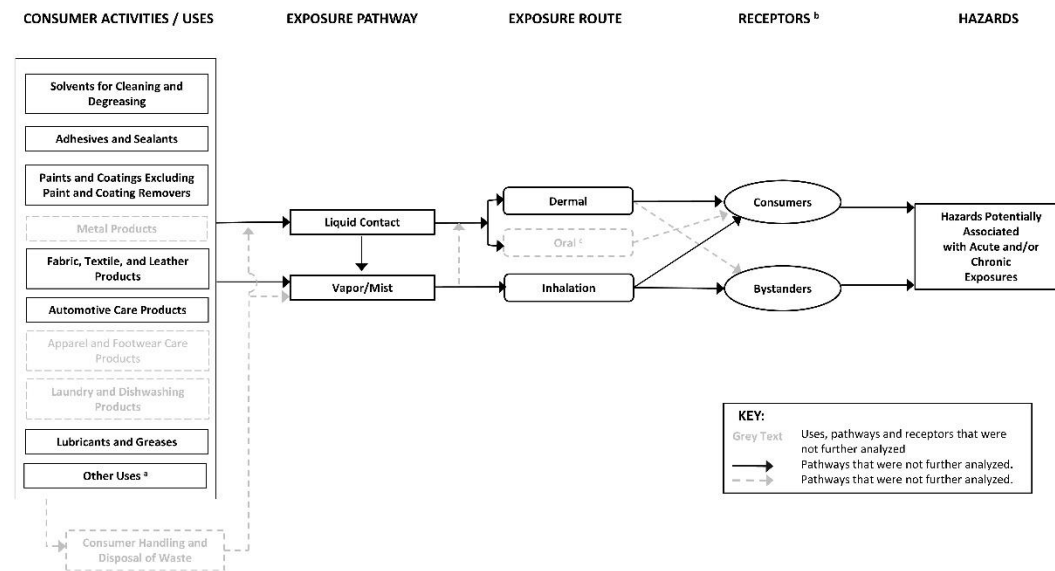 CONSUMER ACTIVITIES / USES
EXPOSURE PATHWAY
EXPOSURE ROUTE
RECEPTORS b
HAZARDS
Solvents for Cleaning and
Degreasing
Adhesives and Sealants
Paints and Coatings Excluding
Paint and Coating Removers
Metal Products
Fabric, Textile, and Leather
Products
Automotive Care Products
Apparel and Footwear Care
Products
Laundry and Dishwashing
Products
Lubricants and Greases
Other Uses a
Consumer Handling and
Disposal of Waste
Liquid Contact
Vapor/Mist
Dermal
Oral c
Inhalation
Consumers
Bystanders
Hazards Potentially
Associated
with Acute and/or
Chronic
Exposures
KEY:
Grey Text
Uses, pathways and receptors that were
not further analyzed
Pathways that were not further analyzed.
Pathways that were not further analyzed.